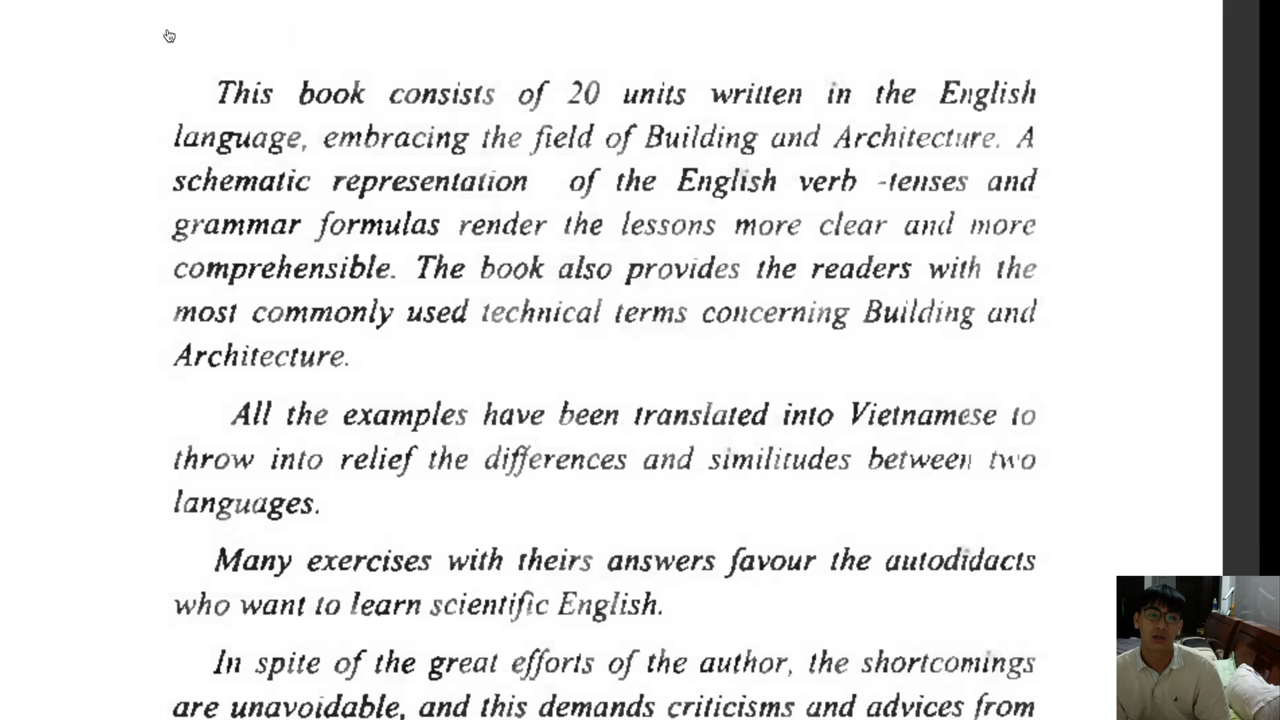 This book consists of 20 units written in the English
language, embracing the field of Building and Architecture. A
schematic representation of the English verb -tenses and
grammar formulas render the lessons more clear and more
comprehensible. The book also provides the readers with the
most commonly used technical terms concerning Building and
Architecture.
All the examples have been translated into Vietnamese to
throw into relief the differences and similitudes between two
languages.
Many exercises with theirs answers favour the autodidacts
who want to learn scientific English.
In spite of the great efforts of the author, the shortcomings
are unavoidable, and this demands criticisms and advices from